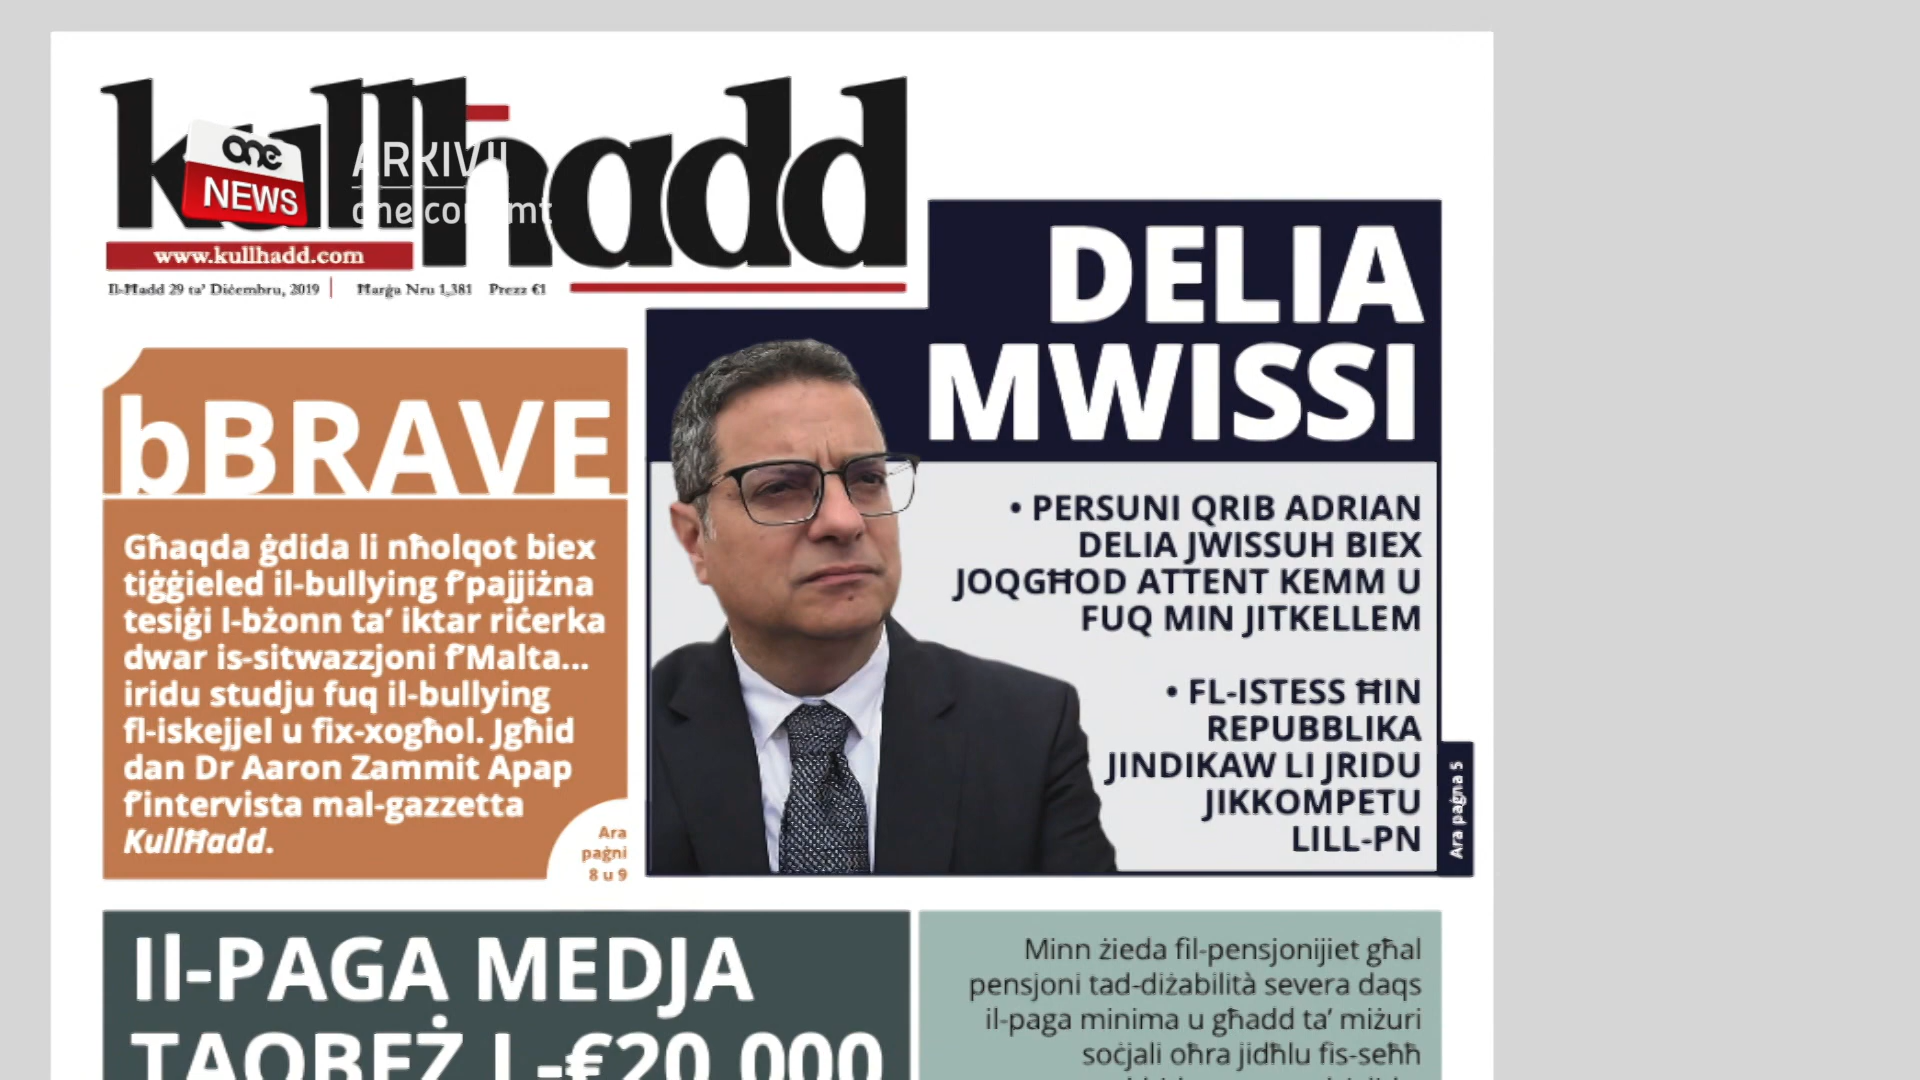 kullħadd
one
NEWS
ARKIVJI
www.kullhadd.com
Il-Ħadd 29 ta’ Diċembru, 2019
Ħarġa Nru 1,381
Prezz €1
DELIA
MWISSI
• PERSUNI QRIB ADRIAN
DELIA JWISSUH BIEX
JOQGĦOD ATTENT KEMM U
FUQ MIN JITKELLEM
• FL-ISTESS ĦIN
REPUBBLIKA
JINDIKAW LI JRIDU
JIKKOMPETU
LILL-PN
Ara paġna 5
bBRAVE
Għaqda ġdida li nħolqot biex
tiġġieled il-bullying f’pajjiżna
tesiġi l-bżonn ta’ iktar riċerka
dwar is-sitwazzjoni f’Malta...
iridu studju fuq il-bullying
fl-iskejjel u fix-xogħol. Jgħid
dan Dr Aaron Zammit Apap
f’intervista mal-gazzetta
KullĦadd.
Ara
paġni
8 u 9
Il-PAGA MEDJA
TAQBEŻ L-€20,000
Minn żieda fil-pensjonijiet għal
pensjoni tad-diżabilità severa daqs
il-paga minima u għadd ta’ miżuri
soċjali oħra jidħlu fis-seħħ